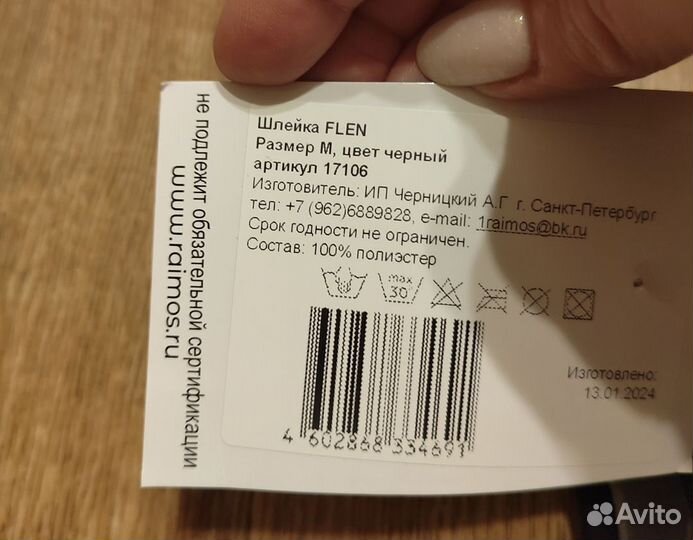 Шлейка FLEN
Размер M, цвет черный
артикул 17106
Изготовитель: ИП Черницкий А.Г г. Санкт-Петербург
тел: +7 (962)6889828, e-mail: 1raimos@bk.ru
Срок годности не ограничен.
Состав: 100% полиэстер
max
30
Изготовлено:
13.01.2024
4 602868 334691
не подлежит обязательной сертификации
www.raimos.ru
Avito